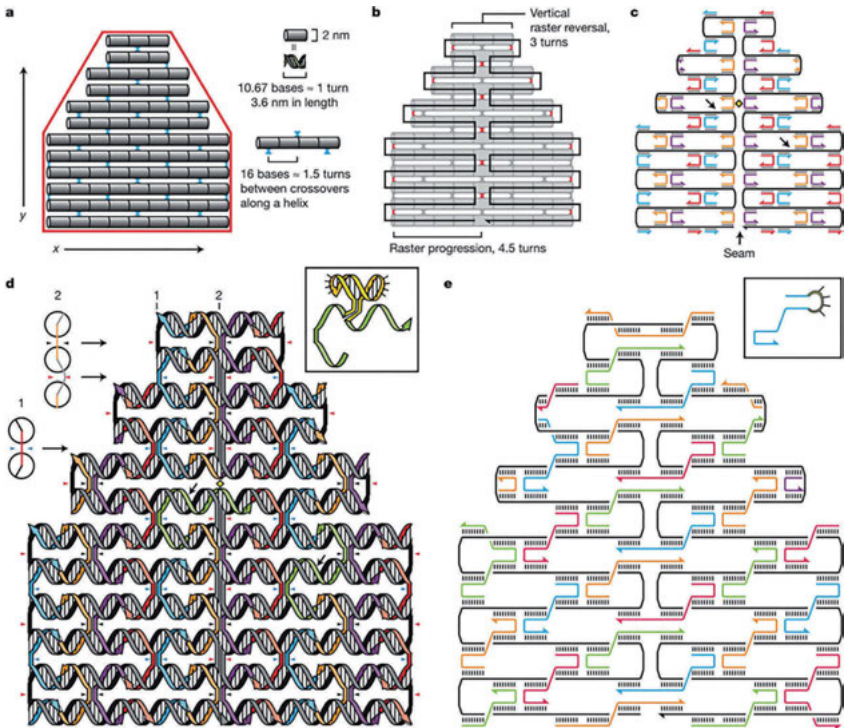 a
2 nm
10.67 bases ≈ 1 turn
3.6 nm in length
16 bases ≈ 1.5 turns
between crossovers
along a helix
y
x
b
Vertical
raster reversal,
3 turns
Raster progression, 4.5 turns
c
Seam
d
2
1
1
2
e